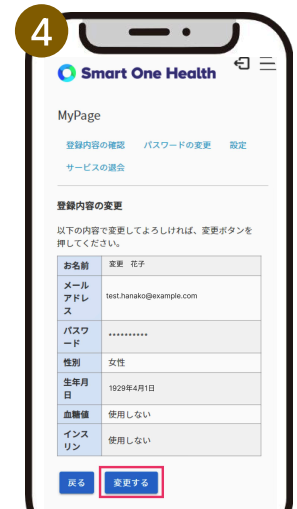 4
Smart One Health
MyPage
登録内容の確認 パスワードの変更 設定
サービスの退会
登録内容の変更
以下の内容で変更してよろしければ、変更ボタンを
押してください。
お名前 変更 花子
メール
アドレ
ス
test.hanako@example.com
パスワ
ード
••••••••••
性別 女性
生年月
日
1929年4月1日
血糖値 使用しない
インス
リン
使用しない
戻る 変更する